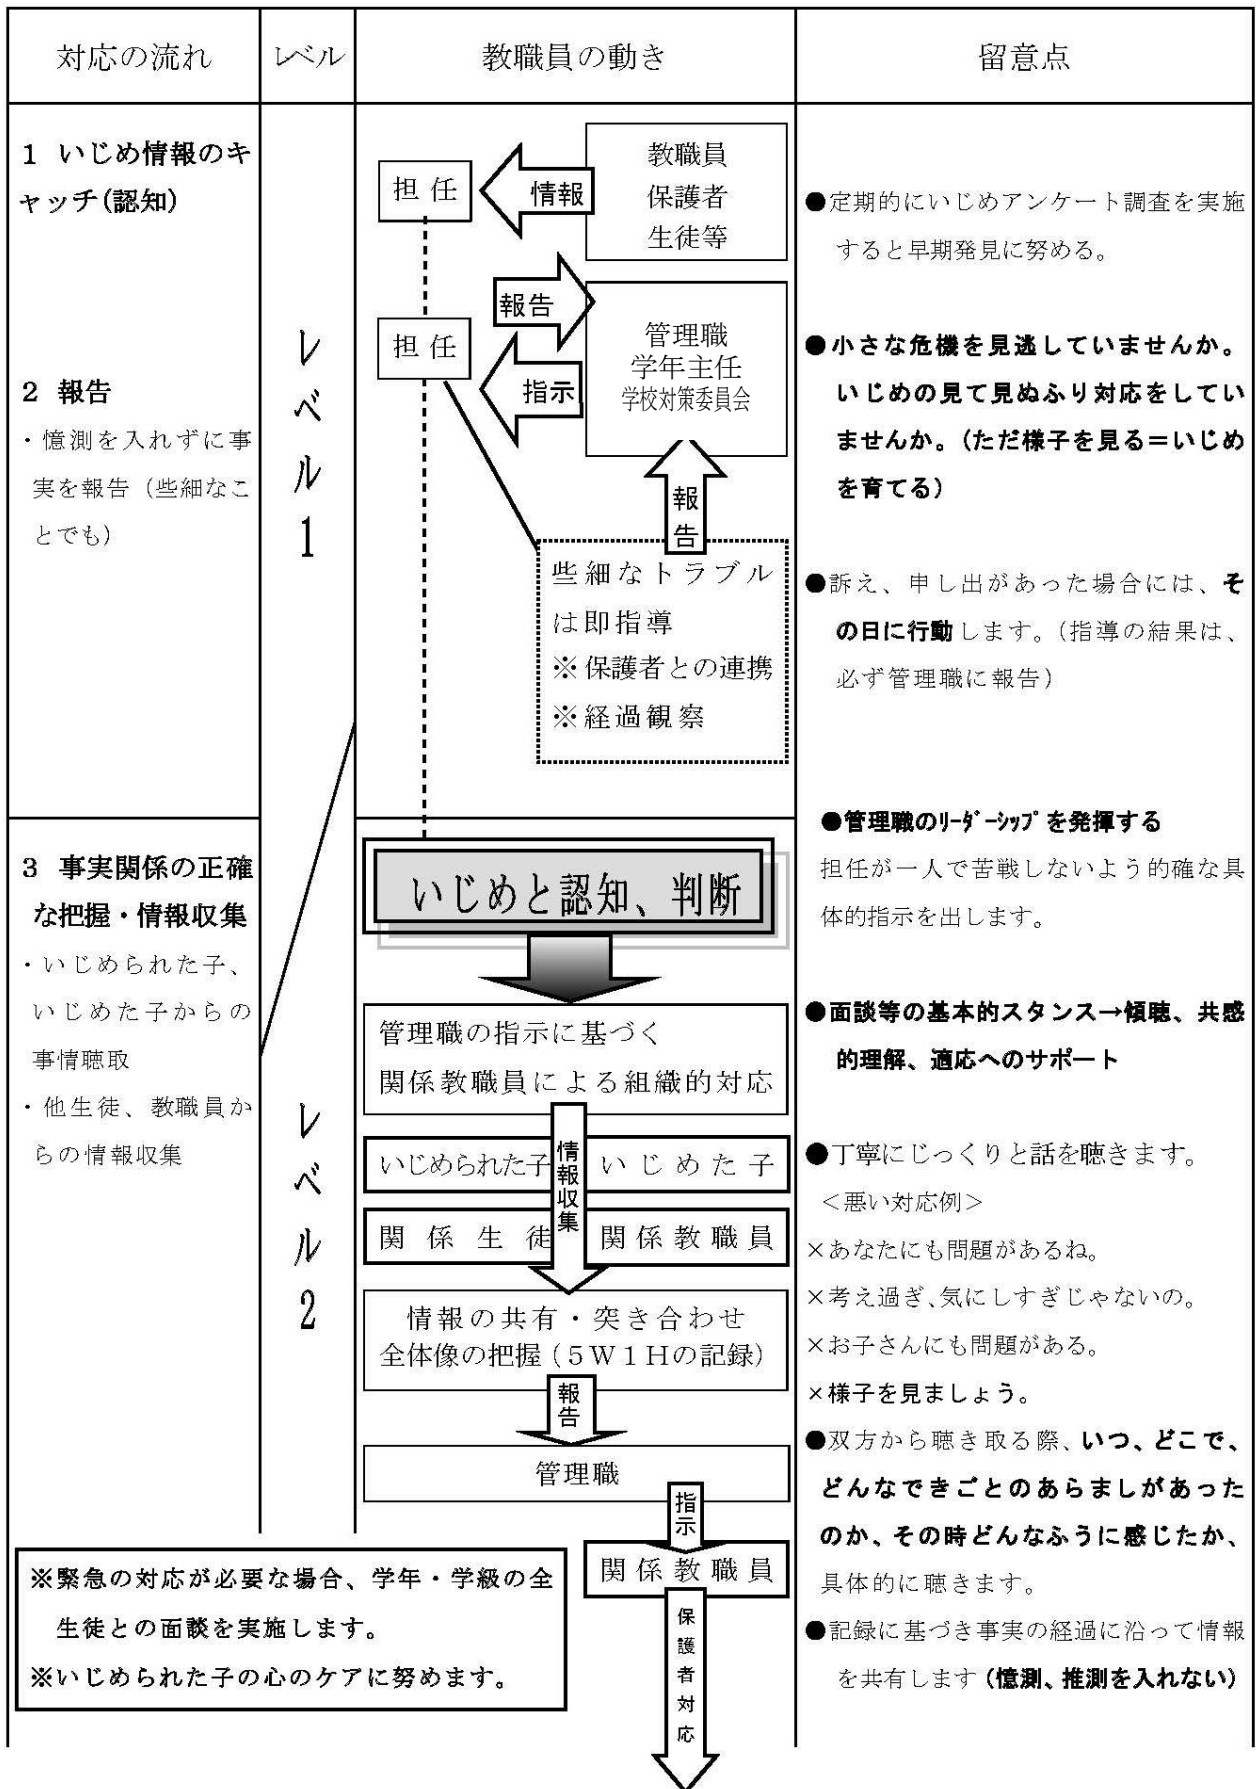 対応の流れ
レベル
教職員の動き
留意点
1 いじめ情報のキ
ャッチ(認知)
2 報告
・憶測を入れずに事
実を報告（些細なこ
とでも）
3 事実関係の正確
な把握・情報収集
・いじめられた子、
いじめた子からの
事情聴取
・他生徒、教職員か
らの情報収集
レベル1
レベル2
担任
情報
教職員
保護者
生徒等
担任
報告
指示
管理職
学年主任
学校対策委員会
報告
些細なトラブル
は即指導
※保護者との連携
※経過観察
いじめと認知、判断
管理職の指示に基づく
関係教職員による組織的対応
情報収集
いじめられた子
いじめた子
関係生徒
関係教職員
情報の共有・突き合わせ
全体像の把握（5W1Hの記録）
報告
管理職
指示
関係教職員
保護者対応
●定期的にいじめアンケート調査を実施
すると早期発見に努める。
●小さな危機を見逃していませんか。
いじめの見て見ぬふり対応をしてい
ませんか。(ただ様子を見る＝いじめ
を育てる)
●訴え、申し出があった場合には、そ
の日に行動します。(指導の結果は、
必ず管理職に報告)
●管理職のﾘｰﾀﾞｰｼｯﾌﾟを発揮する
担任が一人で苦戦しないよう的確な具
体的指示を出します。
●面談等の基本的スタンス→傾聴、共感
的理解、適応へのサポート
●丁寧にじっくりと話を聴きます。
＜悪い対応例＞
×あなたにも問題があるね。
×考え過ぎ、気にしすぎじゃないの。
×お子さんにも問題がある。
×様子を見ましょう。
●双方から聴き取る際、いつ、どこで、
どんなできごとのあらましがあった
のか、その時どんなふうに感じたか、
具体的に聴きます。
●記録に基づき事実の経過に沿って情報
を共有します(憶測、推測を入れない)
※緊急の対応が必要な場合、学年・学級の全
生徒との面談を実施します。
※いじめられた子の心のケアに努めます。